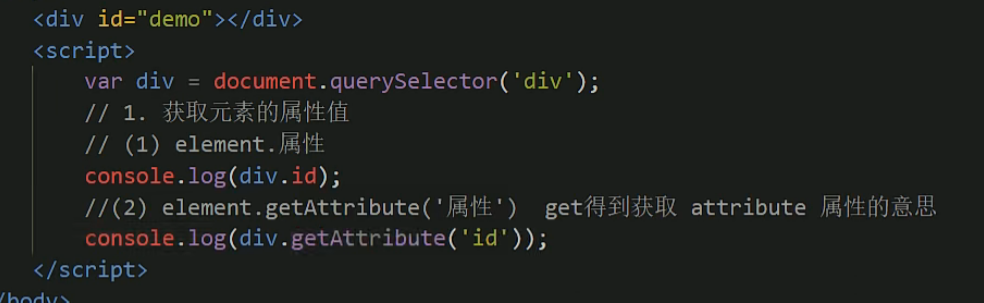 <div id="demo"></div>
<script>
var div = document.querySelector('div');
// 1. 获取元素的属性值
// (1) element.属性
console.log(div.id);
//(2) element.getAttribute('属性')  get得到获取 attribute 属性的意思
console.log(div.getAttribute('id'));
</script>
/body>